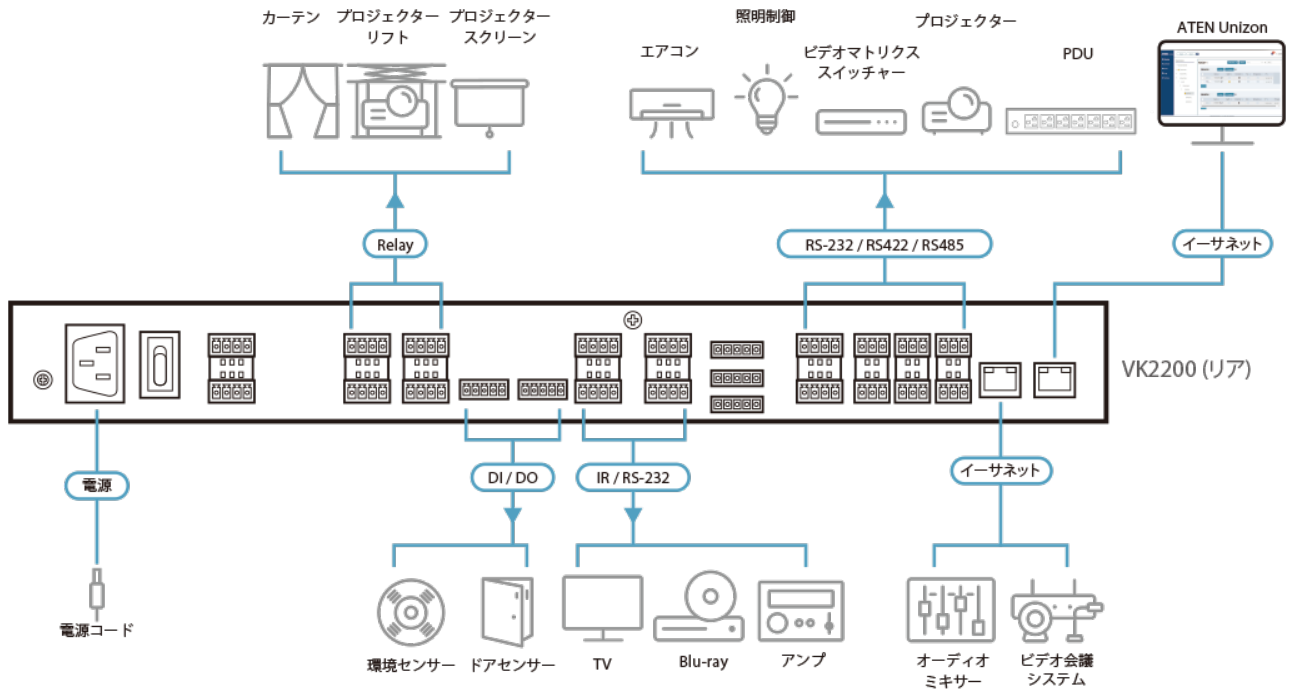 カーテン
プロジェクター
リフト
プロジェクター
スクリーン
エアコン
照明制御
ビデオマトリクス
スイッチャー
プロジェクター
PDU
ATEN Unizon
Relay
RS-232 / RS422 / RS485
イーサネット
VK2200 (リア)
電源
DI / DO
IR / RS-232
イーサネット
電源コード
環境センサー
ドアセンサー
TV
Blu-ray
アンプ
オーディオ
ミキサー
ビデオ会議
システム